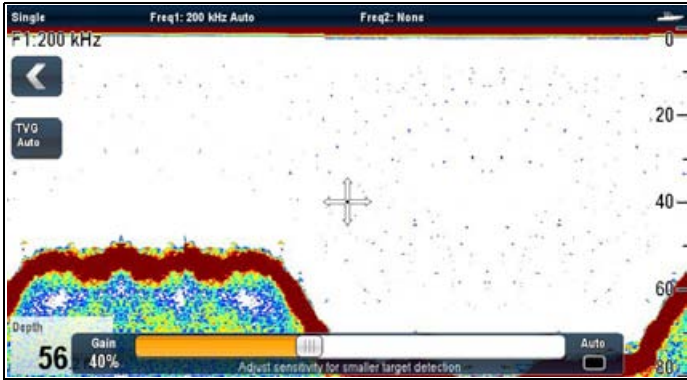 Single Freq1: 200 kHz Auto Freq2: None
F1:200 kHz
0
TVG
Auto
20
40
60
Depth
56
Gain
40%
Adjust sensitivity for smaller target detection
Auto
80